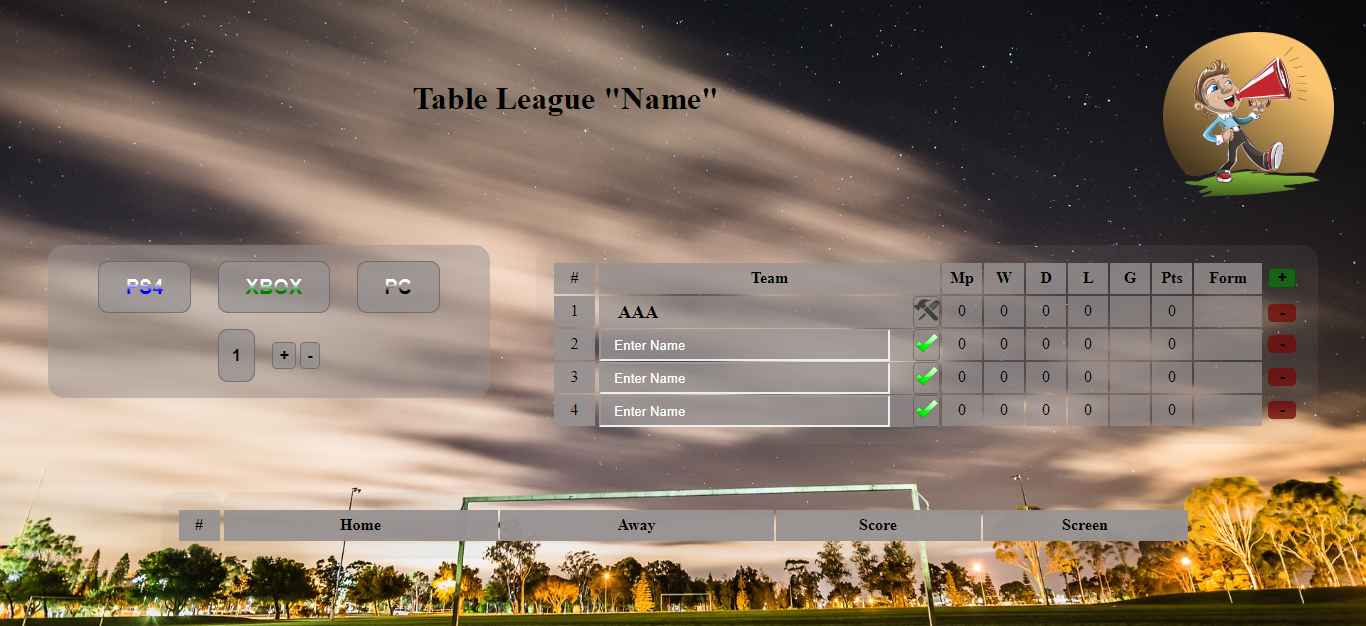 Table League "Name"
PS4 XBOX PC
1 + -
# Team Mp W D L G Pts Form +
1 AAA 0 0 0 0 0 -
2 Enter Name 0 0 0 0 0 -
3 Enter Name 0 0 0 0 0 -
4 Enter Name 0 0 0 0 0 -
# Home Away Score Screen